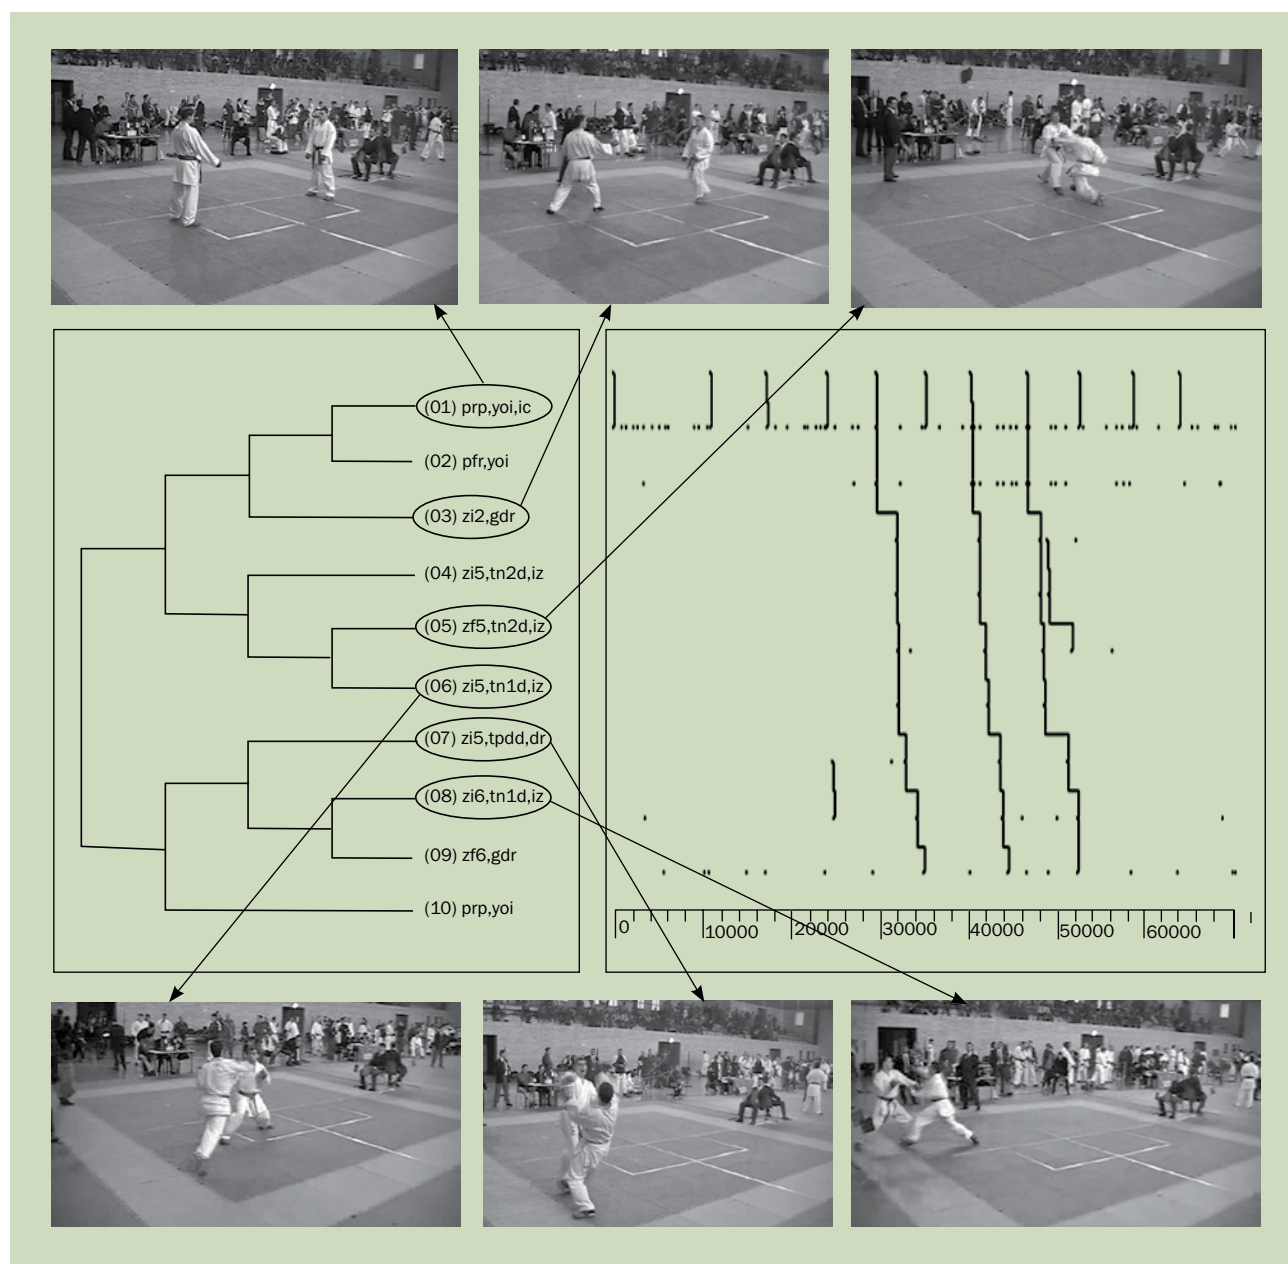 (01) prp,yoi,ic
(02) pfr,yoi
(03) zi2,gdr
(04) zi5,tn2d,iz
(05) zf5,tn2d,iz
(06) zi5,tn1d,iz
(07) zi5,tpdd,dr
(08) zi6,tn1d,iz
(09) zf6,gdr
(10) prp,yoi
0 10000 20000 30000 40000 50000 60000